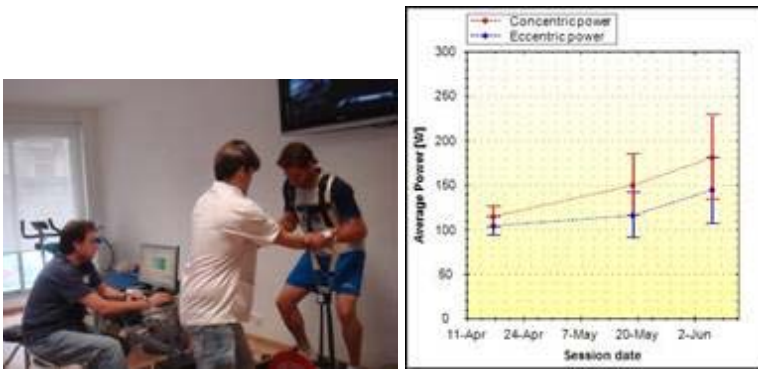 Concentric power
Eccentric power
300
250
200
150
100
50
0
Average Power [W]
11-Apr 24-Apr 7-May 20-May 2-Jun
Session date